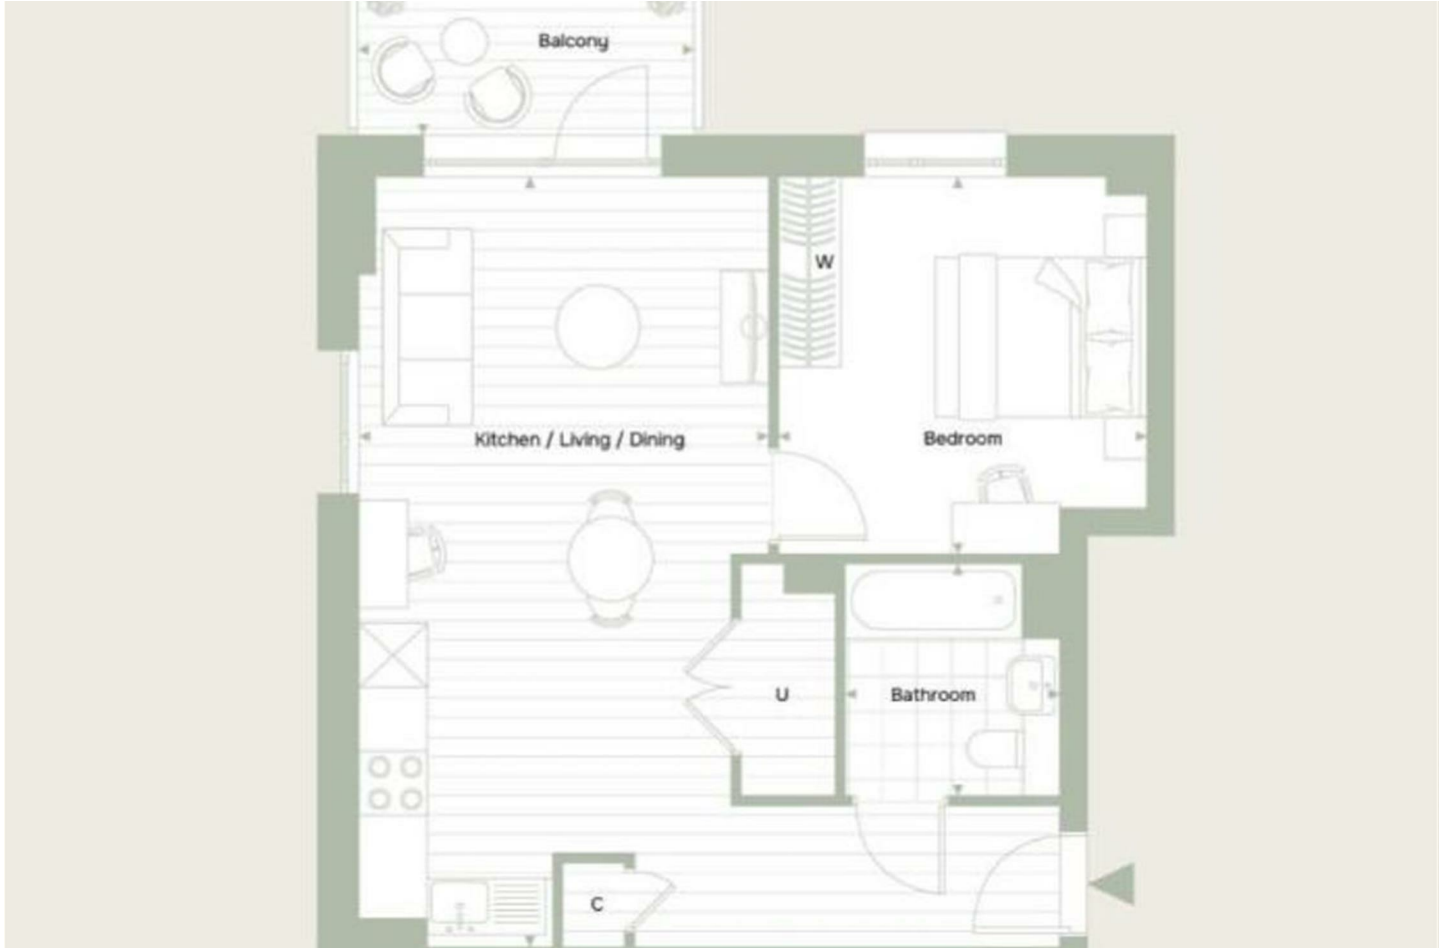 Balcony
W
Kitchen / Living / Dining
Bedroom
U
Bathroom
C